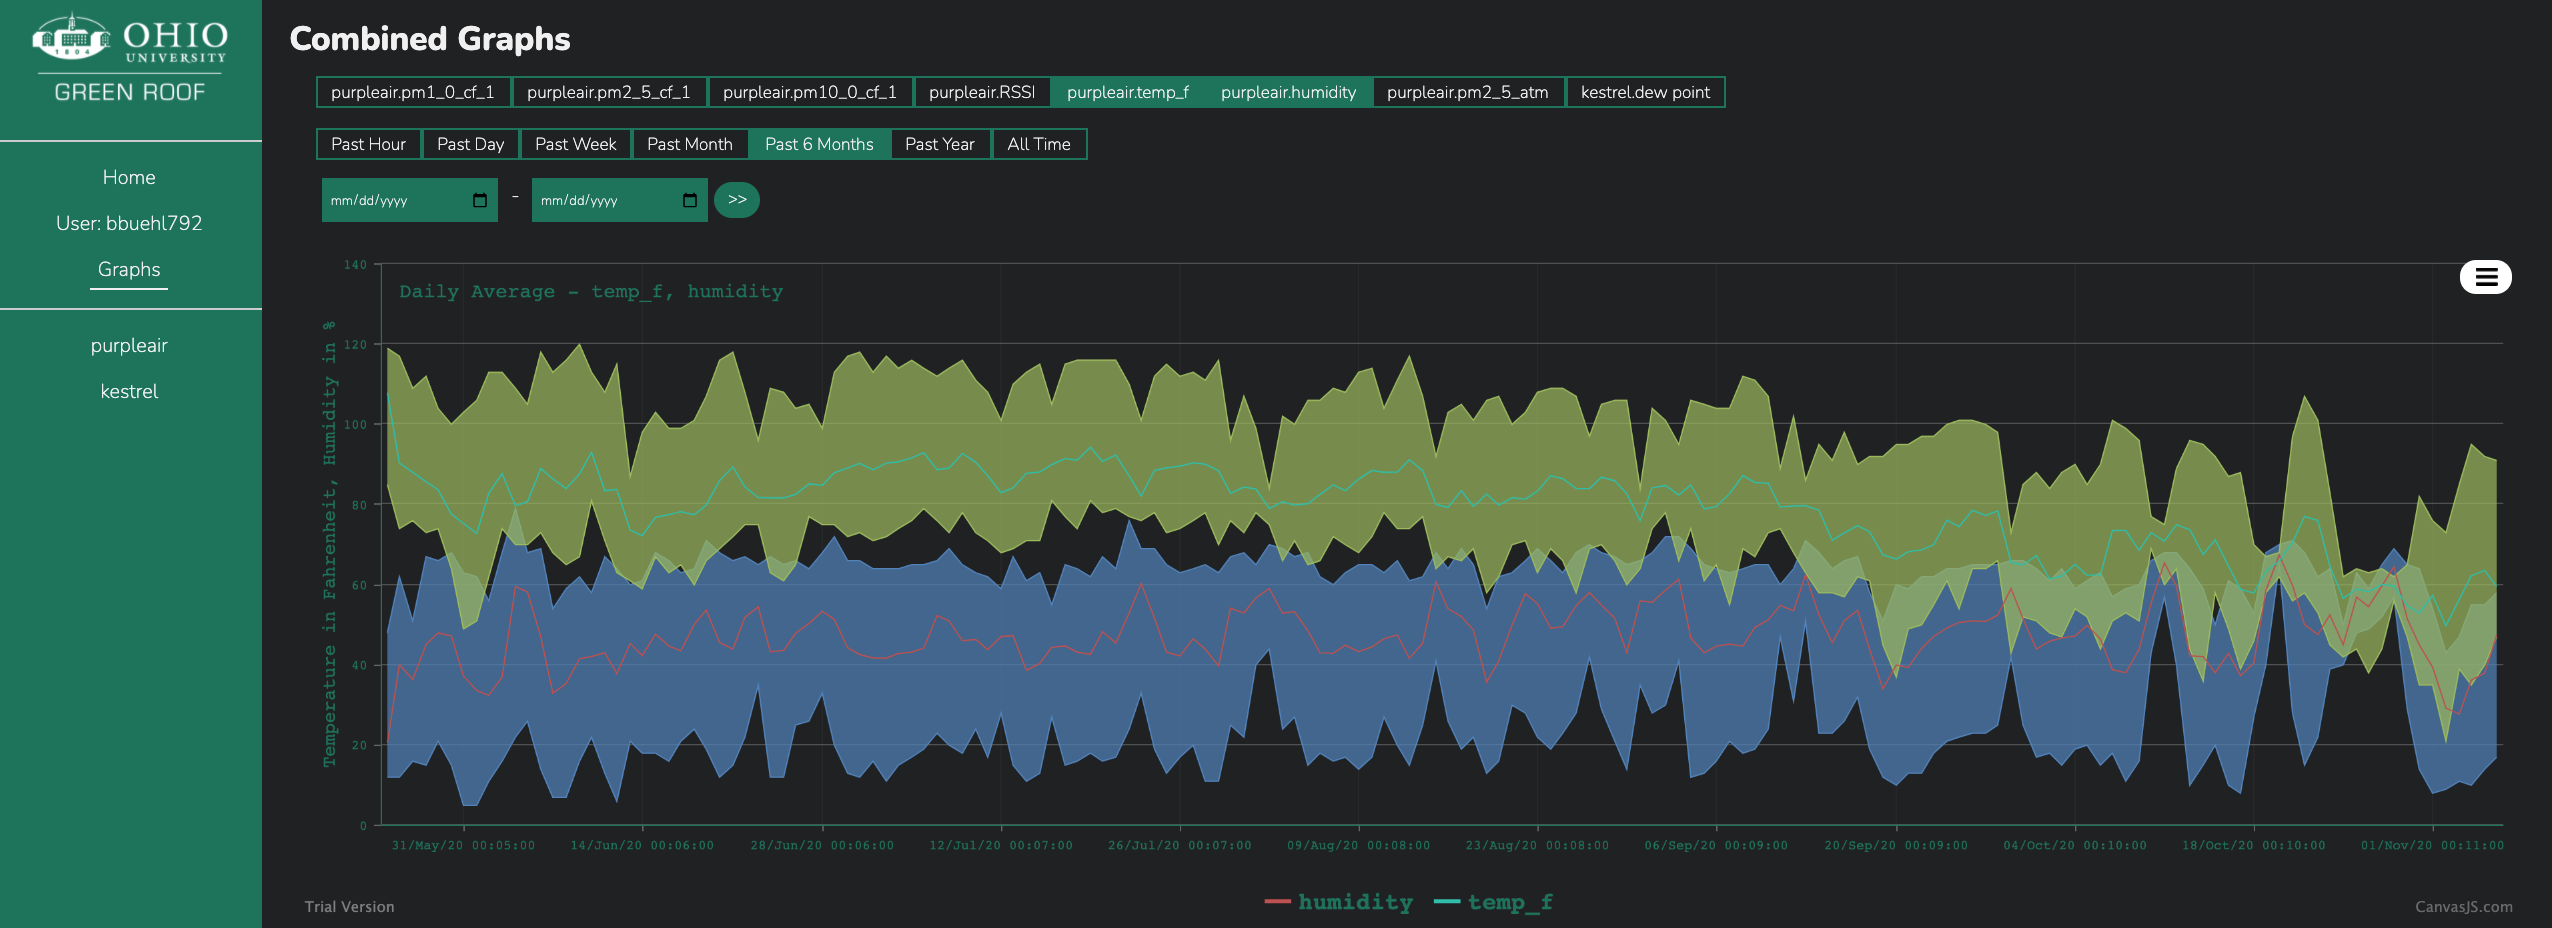 OHIO
UNIVERSITY
1804
GREEN ROOF
Home
User: bbuehl792
Graphs
purpleair
kestrel
Combined Graphs
purpleair.pm1_0_cf_1 purpleair.pm2_5_cf_1 purpleair.pm10_0_cf_1 purpleair.RSSI purpleair.temp_f purpleair.humidity purpleair.pm2_5_atm kestrel.dew point
Past Hour Past Day Past Week Past Month Past 6 Months Past Year All Time
mm/dd/yyyy - mm/dd/yyyy >>
Daily Average - temp_f, humidity
Temperature in Fahrenheit, Humidity in %
140
120
100
80
60
40
20
0
31/May/20 00:05:00 14/Jun/20 00:06:00 28/Jun/20 00:06:00 12/Jul/20 00:07:00 26/Jul/20 00:07:00 09/Aug/20 00:08:00 23/Aug/20 00:08:00 06/Sep/20 00:09:00 20/Sep/20 00:09:00 04/Oct/20 00:10:00 18/Oct/20 00:10:00 01/Nov/20 00:11:00
humidity temp_f
Trial Version
CanvasJS.com